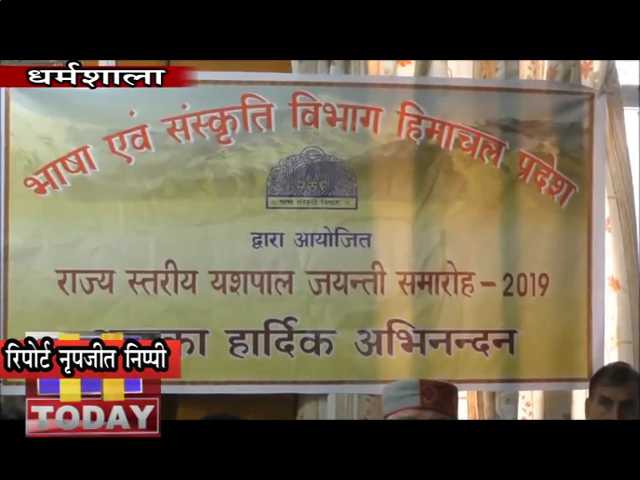 धर्मशाला
भाषा एवं संस्कृति विभाग हिमाचल प्रदेश
द्वारा आयोजित
राज्य स्तरीय यशपाल जयन्ती समारोह - 2019
हार्दिक अभिनन्दन
रिपोर्ट नृपजीत निप्पी
TODAY